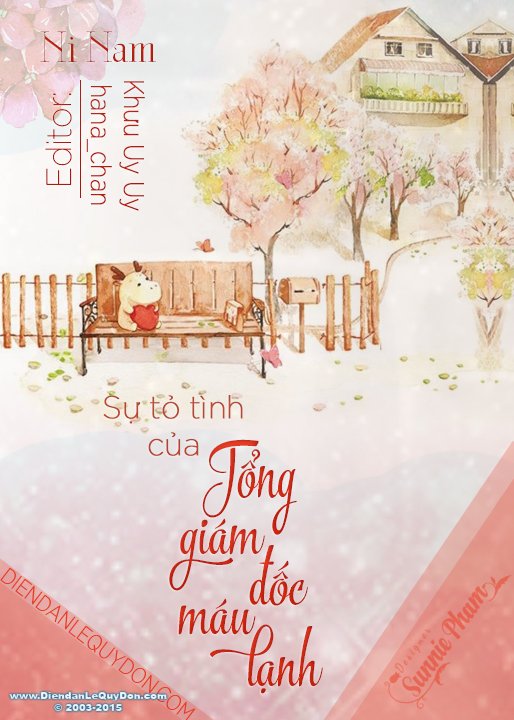 Ni Nam
Editor:
Khưu Uy Uy
hana_chan
Sự tỏ tình
của
Tổng
giám
đốc
máu
lạnh
DIENDANLEQUYDON.COM
Designer
Sunnie Pham
www.DiendanLeQuyDon.com
© 2003-2015